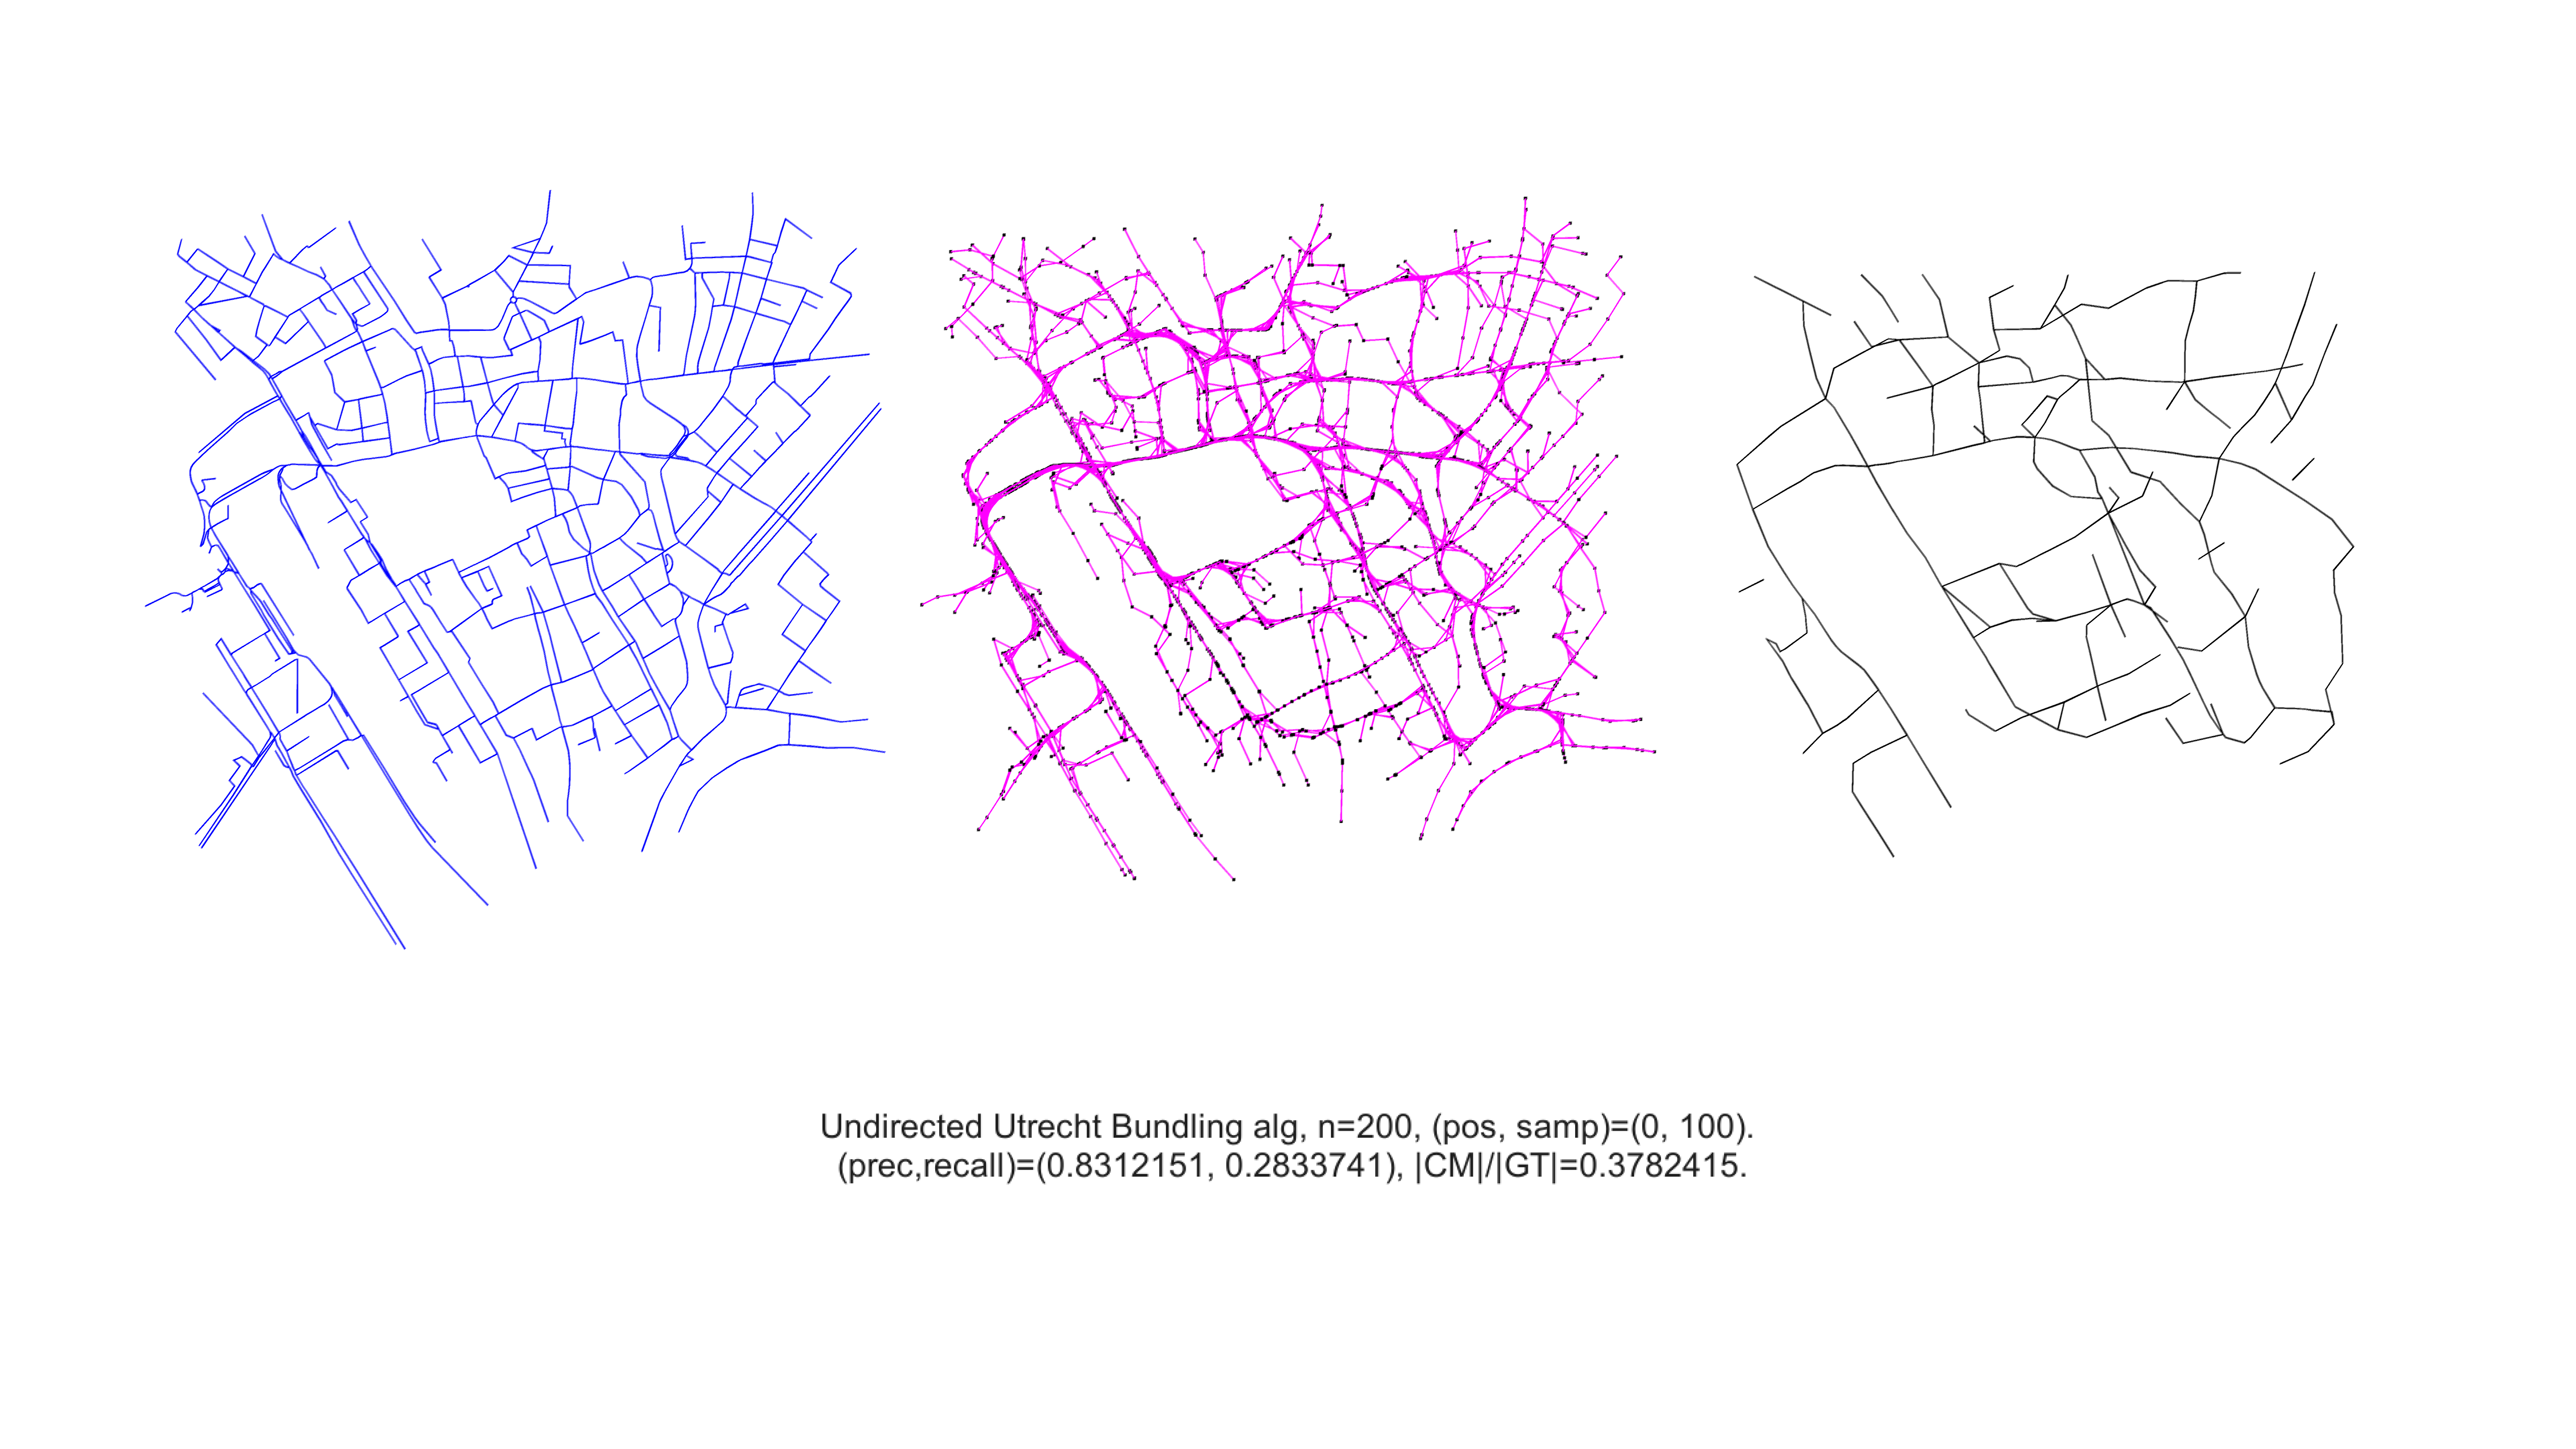 Undirected Utrecht Bundling alg, n=200, (pos, samp)=(0, 100).
(prec,recall)=(0.8312151, 0.2833741), |CM|/|GT|=0.3782415.